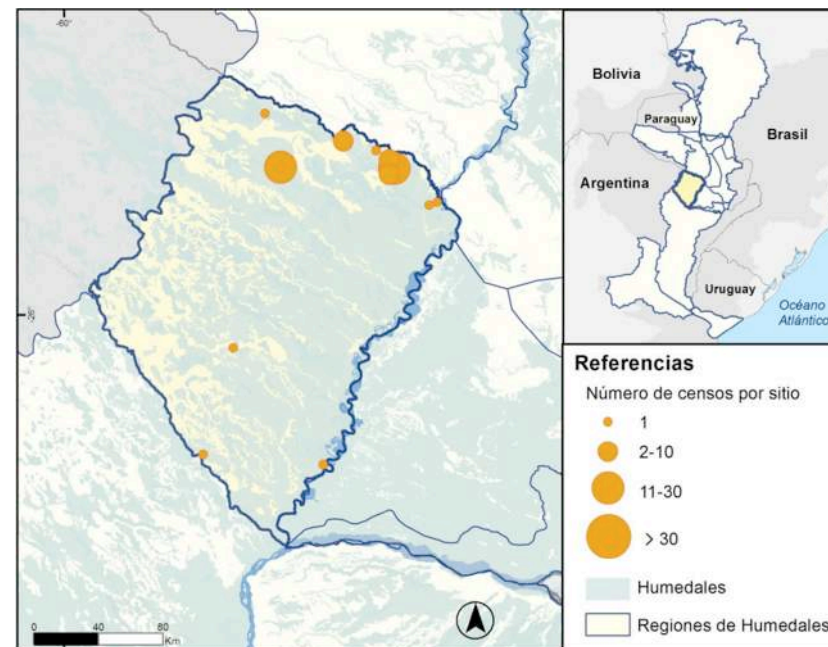 -60°
-26°
0 40 80
Km
Bolivia
Paraguay
Brasil
Argentina
Uruguay
Océano
Atlántico
Referencias
Número de censos por sitio
1
2-10
11-30
> 30
Humedales
Regiones de Humedales